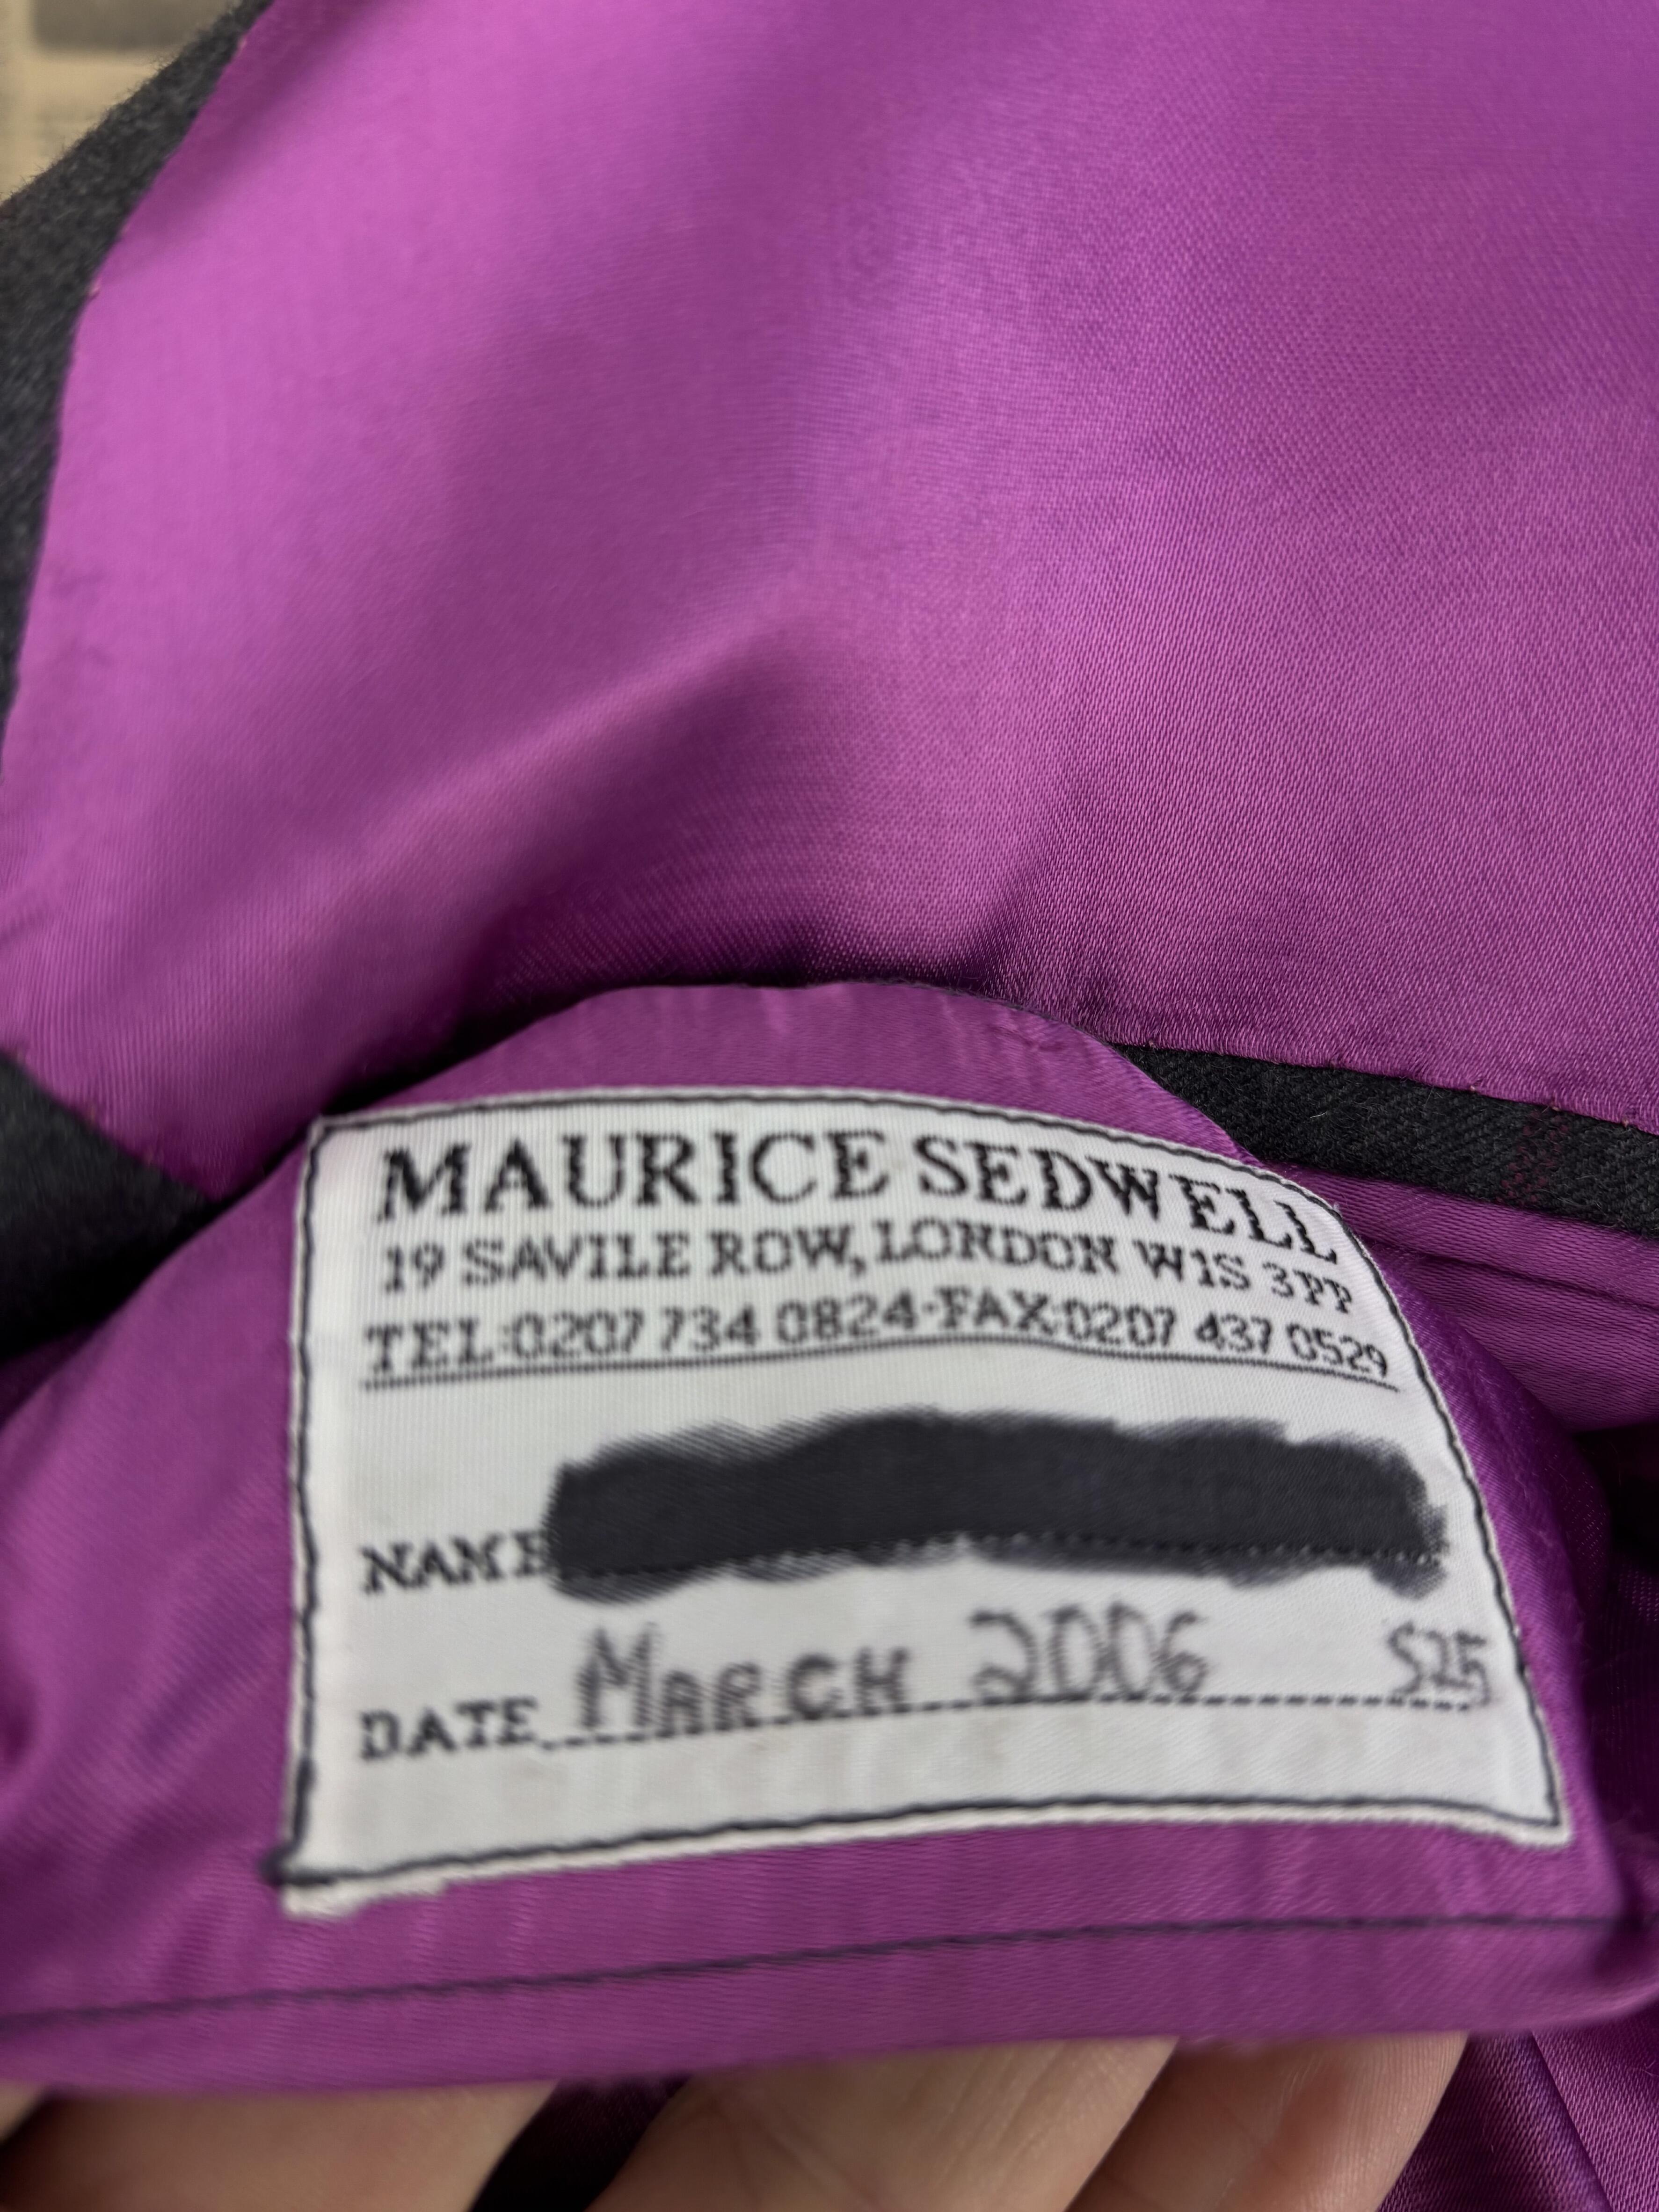 MAURICE SEDWELL
19 SAVILE ROW, LONDON W1S 3PP
TEL:0207 734 0824·FAX:0207 437 0529
NAME
DATE MARCH 2006 S25